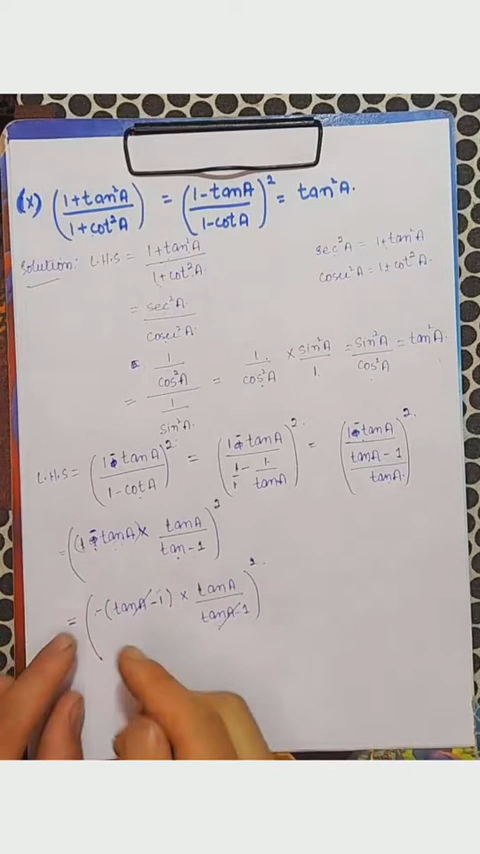 (x) ((1+tan²A)/(1+cot²A)) = ((1-tanA)/(1-cotA))² = tan²A.
Solution: L.H.S = (1+tan²A)/(1+cot²A)
sec²A = 1+tan²A
cosec²A = 1+cot²A
= sec²A/cosec²A
= (1/cos²A)/(1/sin²A) = 1/cos²A × sin²A/1 = sin²A/cos²A = tan²A
L.H.S = ((1-tanA)/(1-cotA))² = ((1-tanA)/(1/1-1/tanA))² = ((1-tanA)/((tanA-1)/tanA))²
= ((1-tanA) × tanA/(tan-1))²
= (-(tanA-1) × tanA/(tanA-1))²